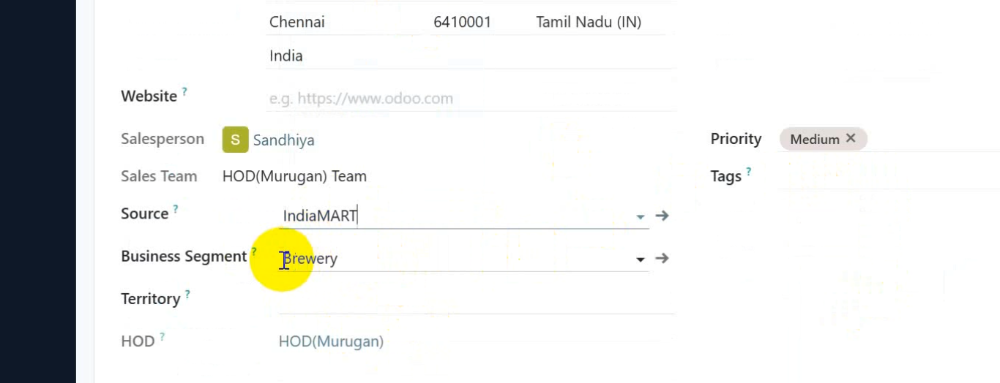 Chennai 6410001 Tamil Nadu (IN)
India
Website ? e.g. https://www.odoo.com
Salesperson S Sandhiya Priority Medium ✕
Sales Team HOD(Murugan) Team Tags ?
Source ? IndiaMART
Business Segment ? Brewery
Territory ?
HOD ? HOD(Murugan)